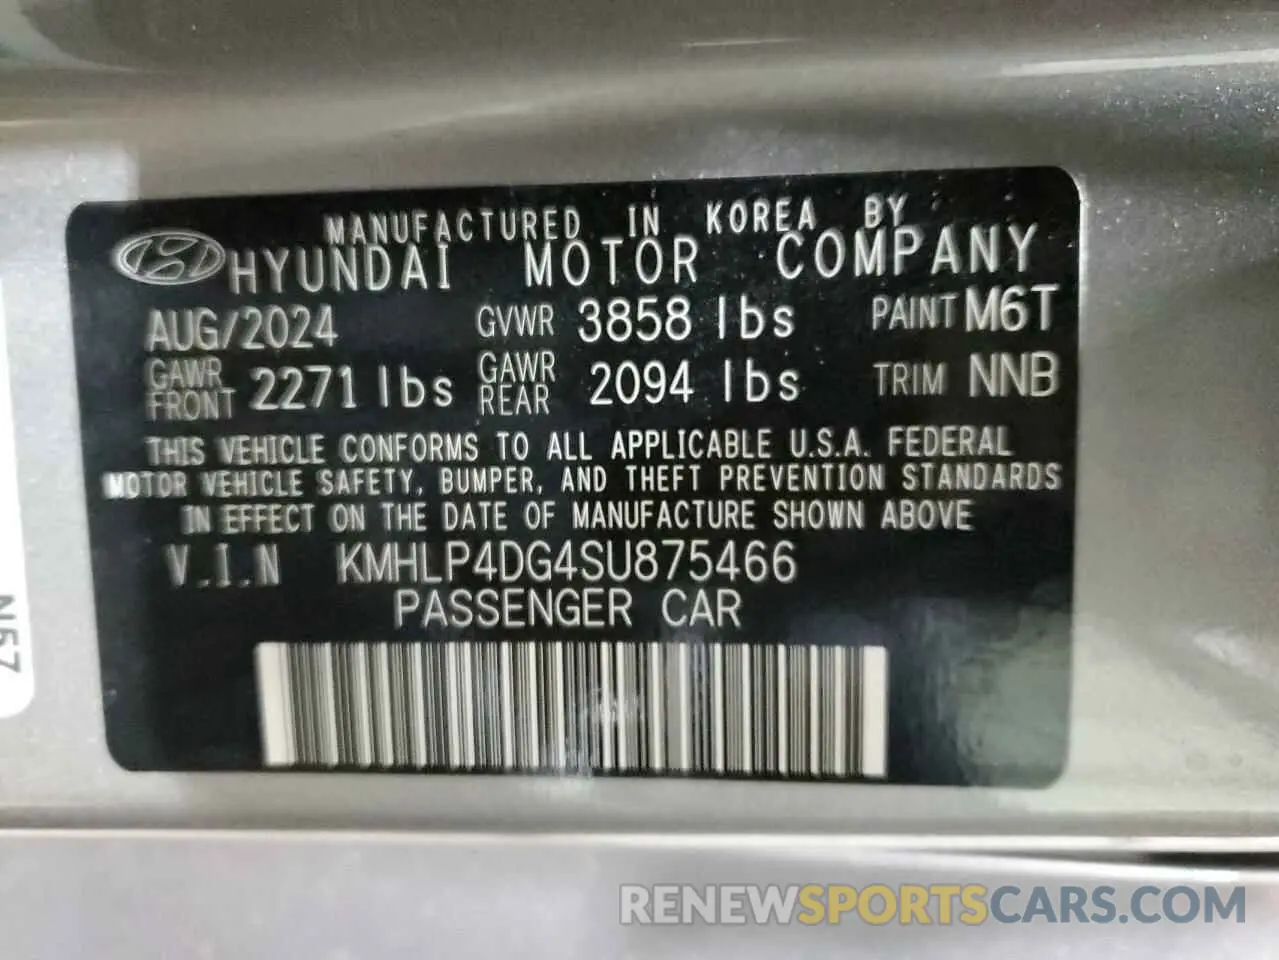 MANUFACTURED IN KOREA BY
HYUNDAI MOTOR COMPANY
AUG/2024 GVWR 3858 lbs PAINT M6T
GAWR FRONT 2271 lbs GAWR REAR 2094 lbs TRIM NNB
THIS VEHICLE CONFORMS TO ALL APPLICABLE U.S.A. FEDERAL
MOTOR VEHICLE SAFETY, BUMPER, AND THEFT PREVENTION STANDARDS
IN EFFECT ON THE DATE OF MANUFACTURE SHOWN ABOVE
V.I.N KMHLP4DG4SU875466
PASSENGER CAR
N57
RENEWSPORTSCARS.COM